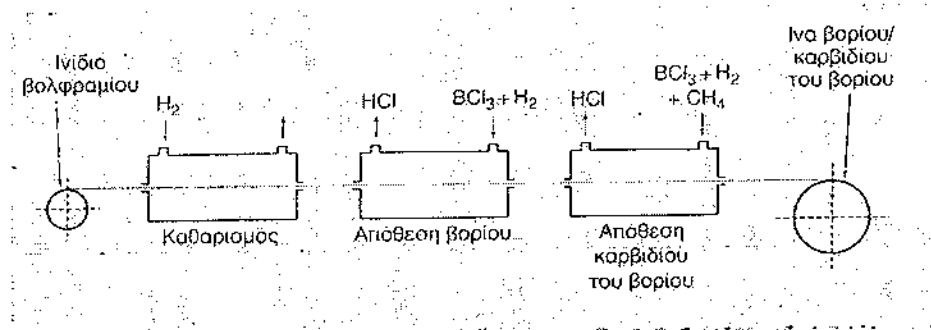 Ινίδιο
βολφραμίου
H₂
HCl
BCl₃ + H₂
HCl
BCl₃ + H₂
+ CH₄
Ινα βορίου/
καρβιδίου
του βορίου
Καθαρισμός
Απόθεση βορίου
Απόθεση
καρβιδίου
του βορίου